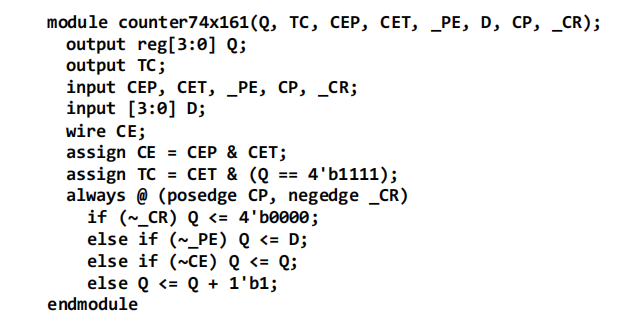 module counter74x161(Q, TC, CEP, CET, _PE, D, CP, _CR);
output reg[3:0] Q;
output TC;
input CEP, CET, _PE, CP, _CR;
input [3:0] D;
wire CE;
assign CE = CEP & CET;
assign TC = CET & (Q == 4'b1111);
always @ (posedge CP, negedge _CR)
if (~_CR) Q <= 4'b0000;
else if (~_PE) Q <= D;
else if (~CE) Q <= Q;
else Q <= Q + 1'b1;
endmodule